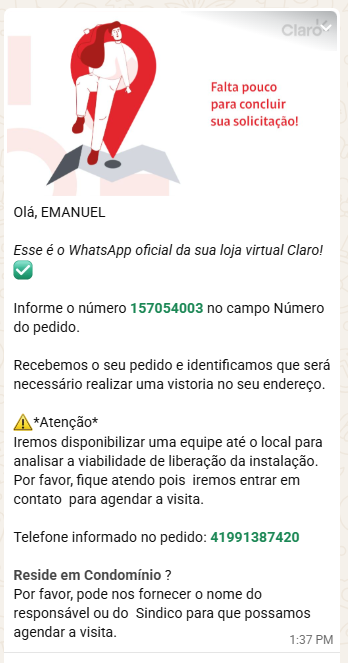 Claro
Falta pouco
para concluir
sua solicitação!
Olá, EMANUEL
Esse é o WhatsApp oficial da sua loja virtual Claro!
✅
Informe o número 157054003 no campo Número
do pedido.
Recebemos o seu pedido e identificamos que será
necessário realizar uma vistoria no seu endereço.
⚠️*Atenção*
Iremos disponibilizar uma equipe até o local para
analisar a viabilidade de liberação da instalação.
Por favor, fique atendo pois iremos entrar em
contato para agendar a visita.
Telefone informado no pedido: 41991387420
Reside em Condomínio ?
Por favor, pode nos fornecer o nome do
responsável ou do Sindico para que possamos
agendar a visita.
1:37 PM